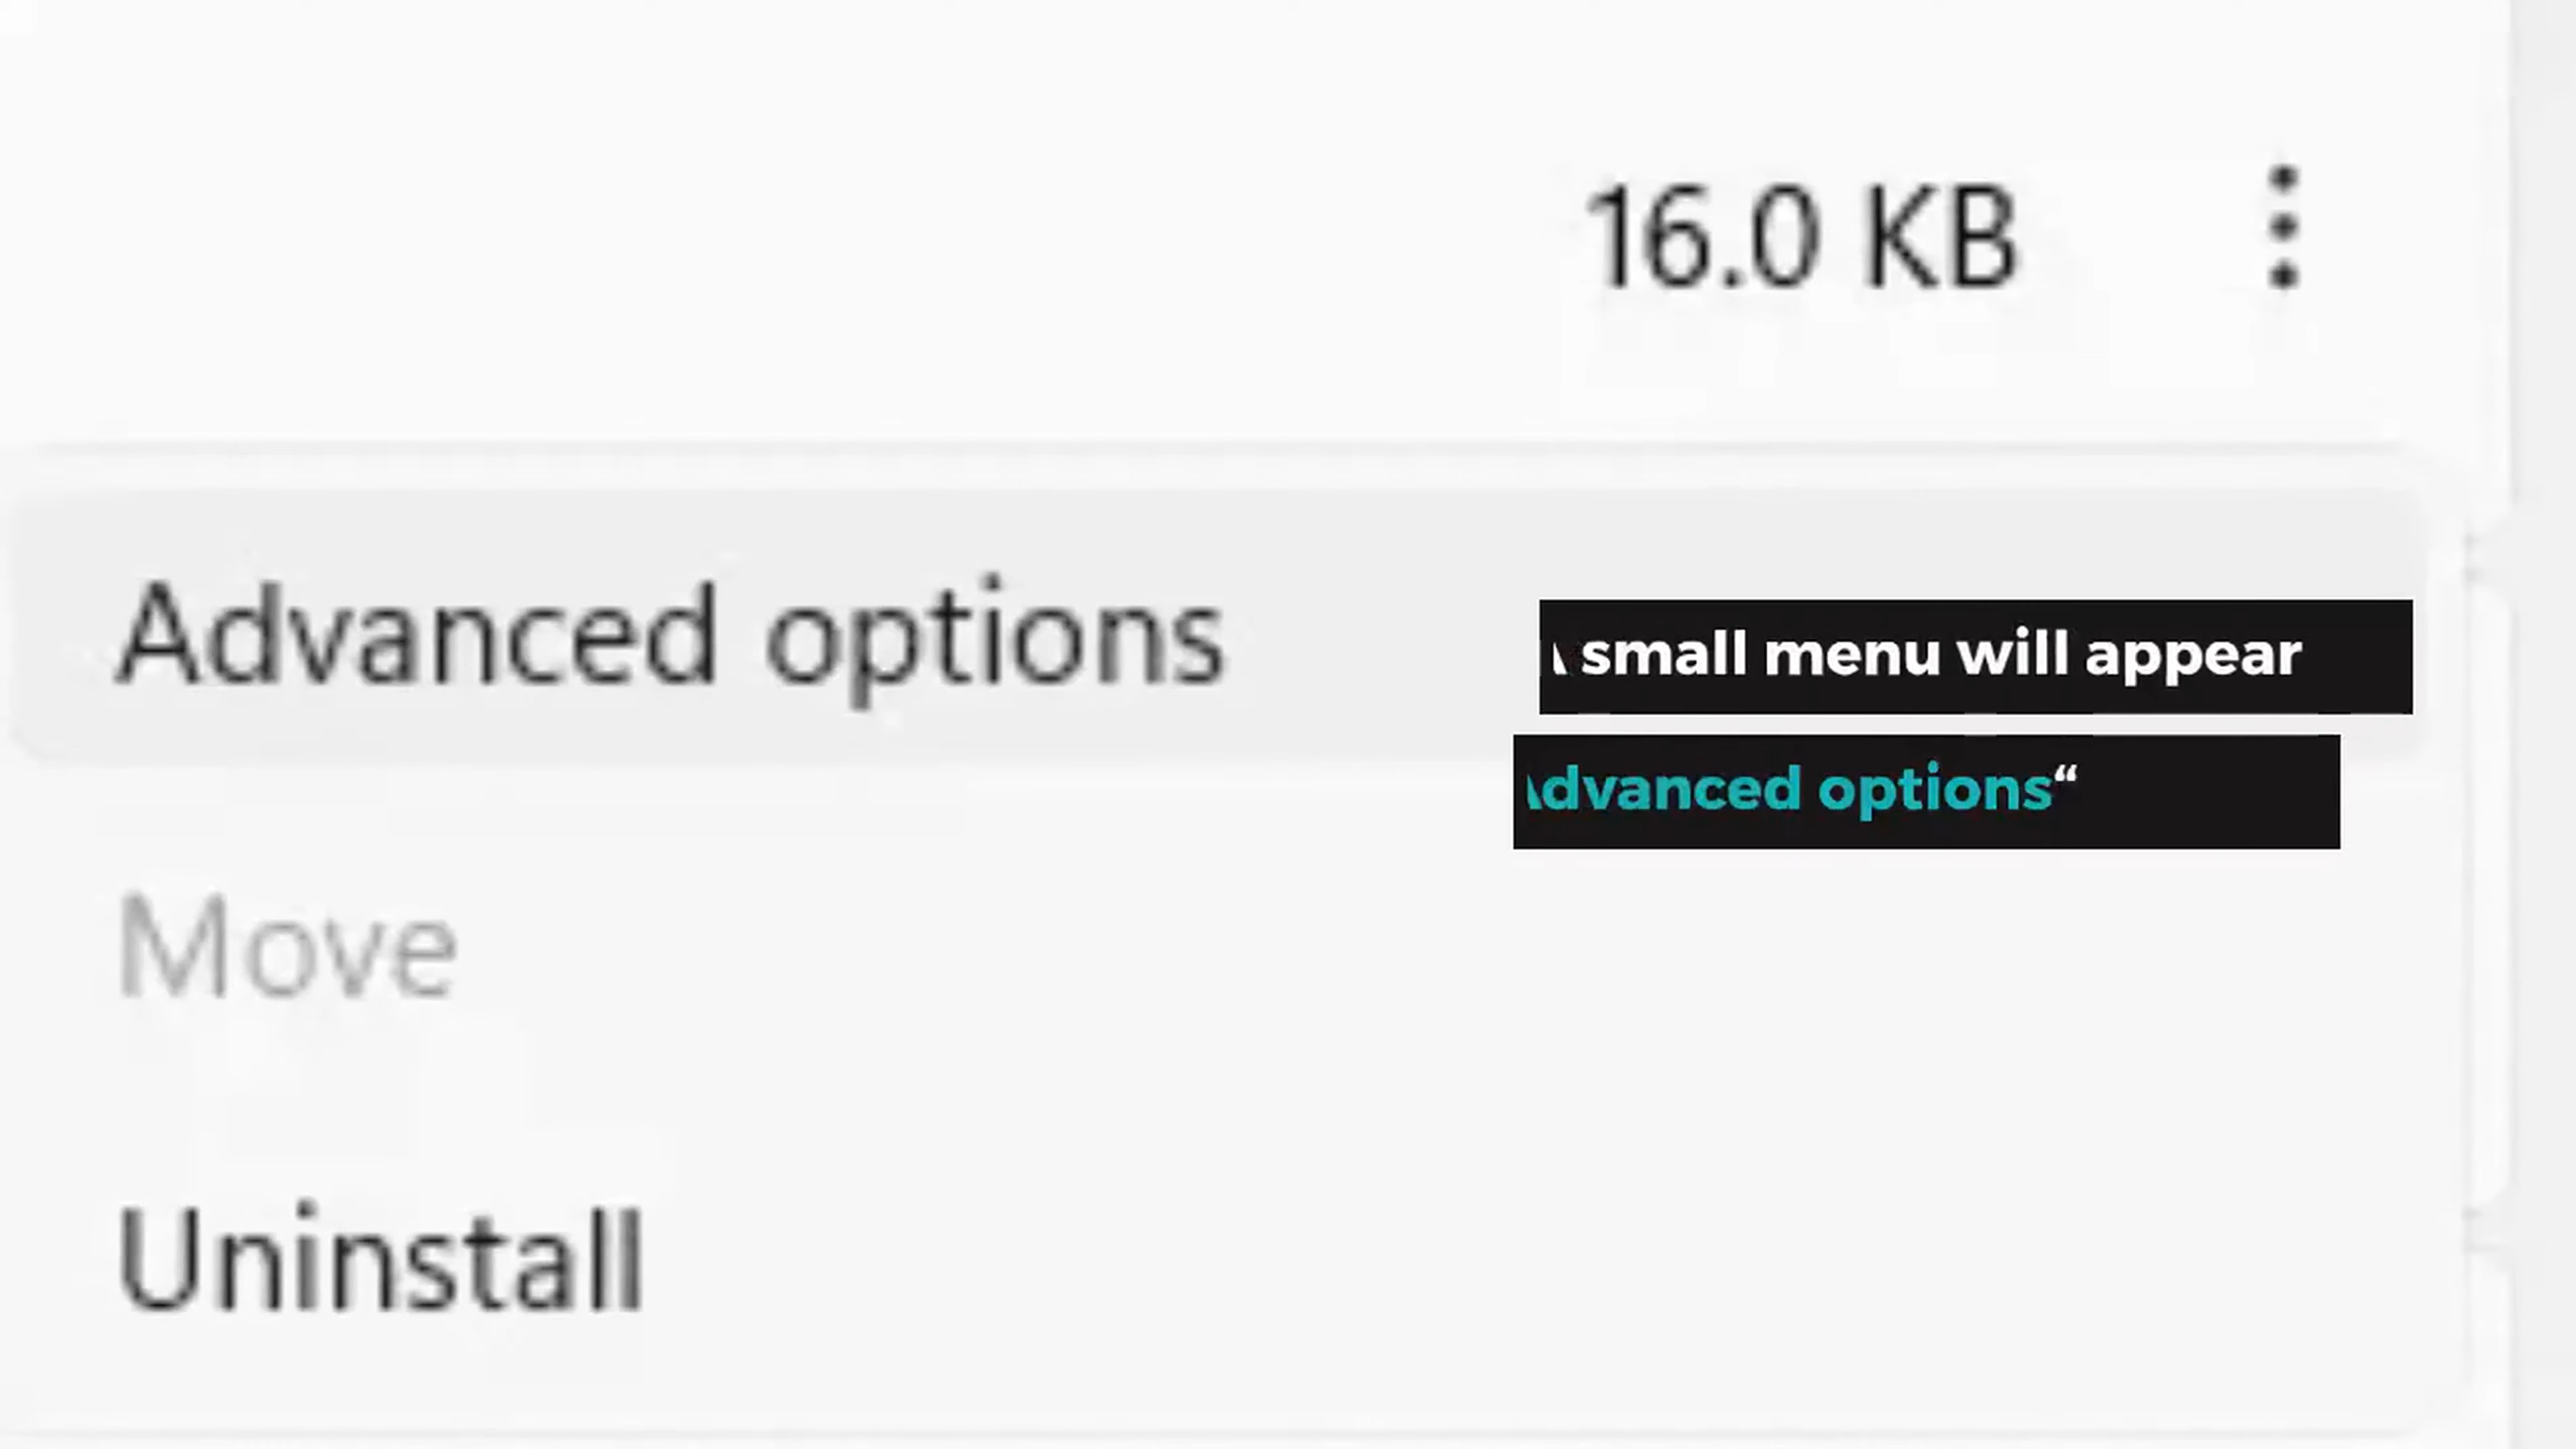 16.0 KB
Advanced options
small menu will appear
dvanced options“
Move
Uninstall